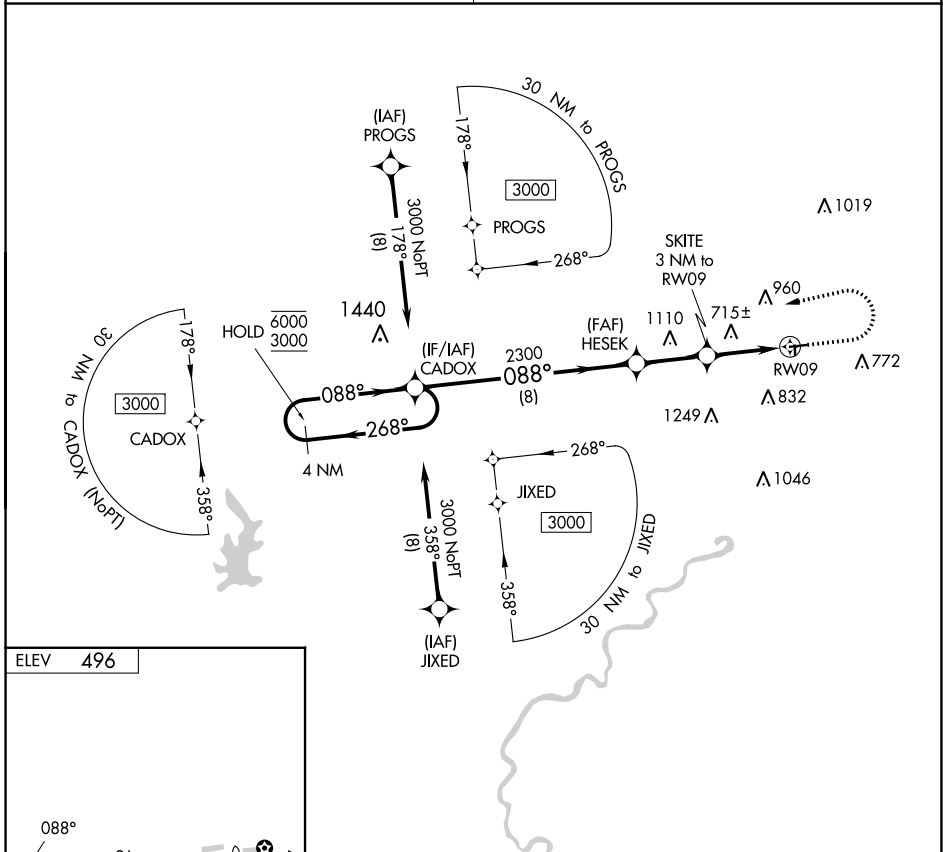 (IAF)
PROGS
30 NM to PROGS
178°
3000
PROGS
268°
3000 NoPT
178°
(8)
1019
SKITE
3 NM to
RW09
960
HOLD
6000
3000
1440
(IF/IAF)
CADOX
2300
088°
(8)
(FAF)
HESEK
1110
715±
RW09
772
832
1249
1046
088°
268°
4 NM
30 NM to CADOX (NoPT)
178°
3000
CADOX
358°
3000 NoPT
358°
(8)
(IAF)
JIXED
268°
JIXED
3000
358°
30 NM to JIXED
ELEV 496
088°